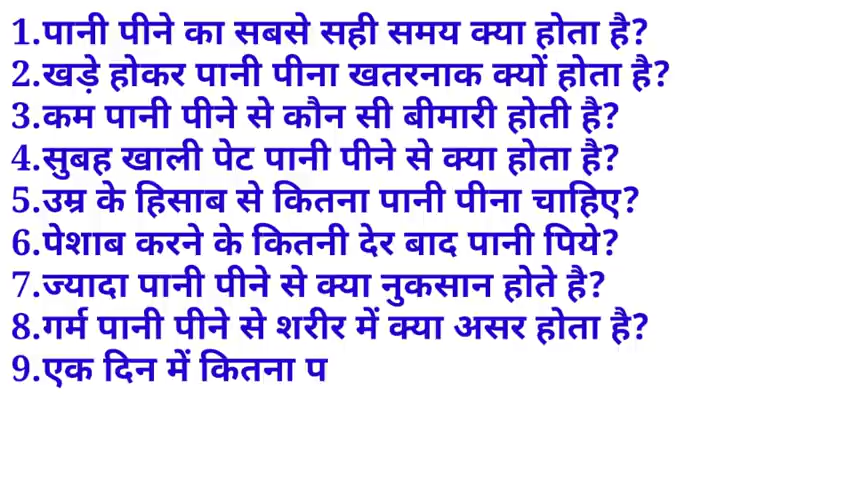 1.पानी पीने का सबसे सही समय क्या होता है?
2.खड़े होकर पानी पीना खतरनाक क्यों होता है?
3.कम पानी पीने से कौन सी बीमारी होती है?
4.सुबह खाली पेट पानी पीने से क्या होता है?
5.उम्र के हिसाब से कितना पानी पीना चाहिए?
6.पेशाब करने के कितनी देर बाद पानी पिये?
7.ज्यादा पानी पीने से क्या नुकसान होते है?
8.गर्म पानी पीने से शरीर में क्या असर होता है?
9.एक दिन में कितना प